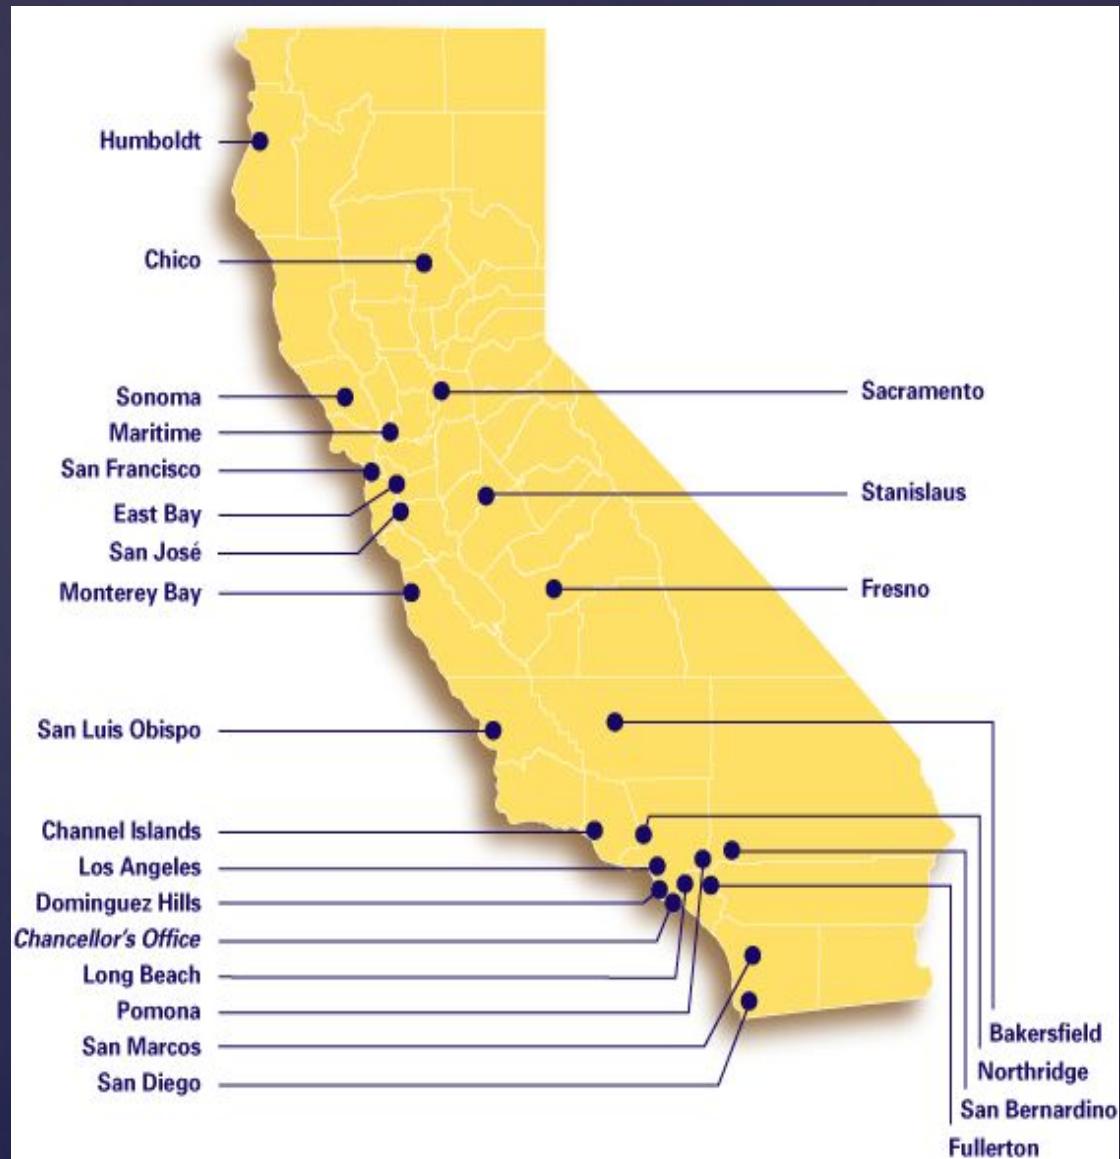 Humboldt
Chico
Sonoma
Maritime
San Francisco
East Bay
San José
Monterey Bay
San Luis Obispo
Channel Islands
Los Angeles
Dominguez Hills
Chancellor's Office
Long Beach
Pomona
San Marcos
San Diego
Sacramento
Stanislaus
Fresno
Bakersfield
Northridge
San Bernardino
Fullerton